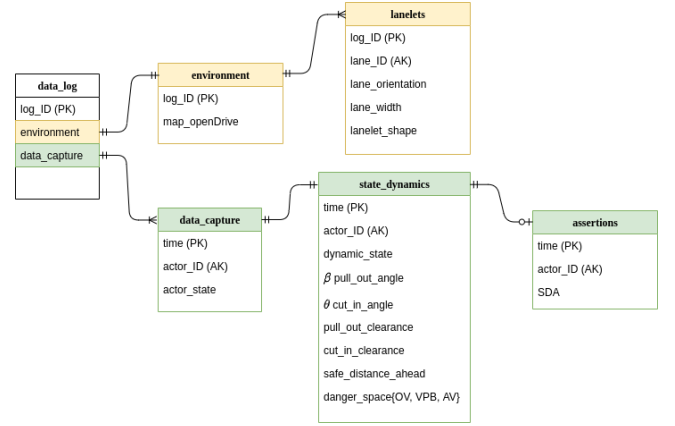 data_log
log_ID (PK)
environment
data_capture
environment
log_ID (PK)
map_openDrive
lanelets
log_ID (PK)
lane_ID (AK)
lane_orientation
lane_width
lanelet_shape
data_capture
time (PK)
actor_ID (AK)
actor_state
state_dynamics
time (PK)
actor_ID (AK)
dynamic_state
β pull_out_angle
θ cut_in_angle
pull_out_clearance
cut_in_clearance
safe_distance_ahead
danger_space{OV, VPB, AV}
assertions
time (PK)
actor_ID (AK)
SDA